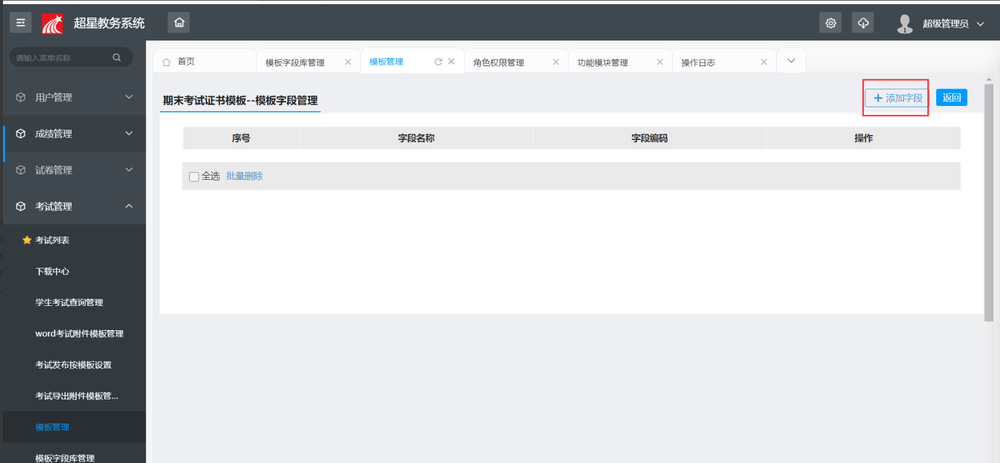 超星教务系统
超级管理员
请输入菜单名称
首页
模板字段库管理
模板管理
角色权限管理
功能模块管理
操作日志
用户管理
成绩管理
试卷管理
考试管理
考试列表
下载中心
学生考试查询管理
word考试附件模板管理
考试发布按模板设置
考试导出附件模板管...
模板管理
模板字段库管理
期末考试证书模板--模板字段管理
添加字段
返回
序号 字段名称 字段编码 操作
全选 批量删除